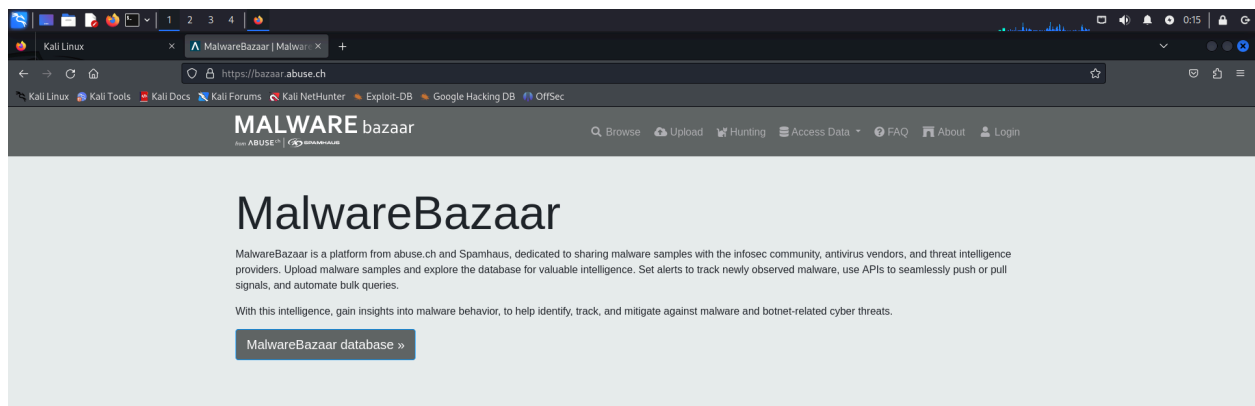 1 2 3 4
0:15
Kali Linux
MalwareBazaar | Malware
https://bazaar.abuse.ch
Kali Linux Kali Tools Kali Docs Kali Forums Kali NetHunter Exploit-DB Google Hacking DB OffSec
MALWARE bazaar
from ABUSE ch | SPAMHAUS
Browse Upload Hunting Access Data FAQ About Login
MalwareBazaar
MalwareBazaar is a platform from abuse.ch and Spamhaus, dedicated to sharing malware samples with the infosec community, antivirus vendors, and threat intelligence
providers. Upload malware samples and explore the database for valuable intelligence. Set alerts to track newly observed malware, use APIs to seamlessly push or pull
signals, and automate bulk queries.
With this intelligence, gain insights into malware behavior, to help identify, track, and mitigate against malware and botnet-related cyber threats.
MalwareBazaar database »